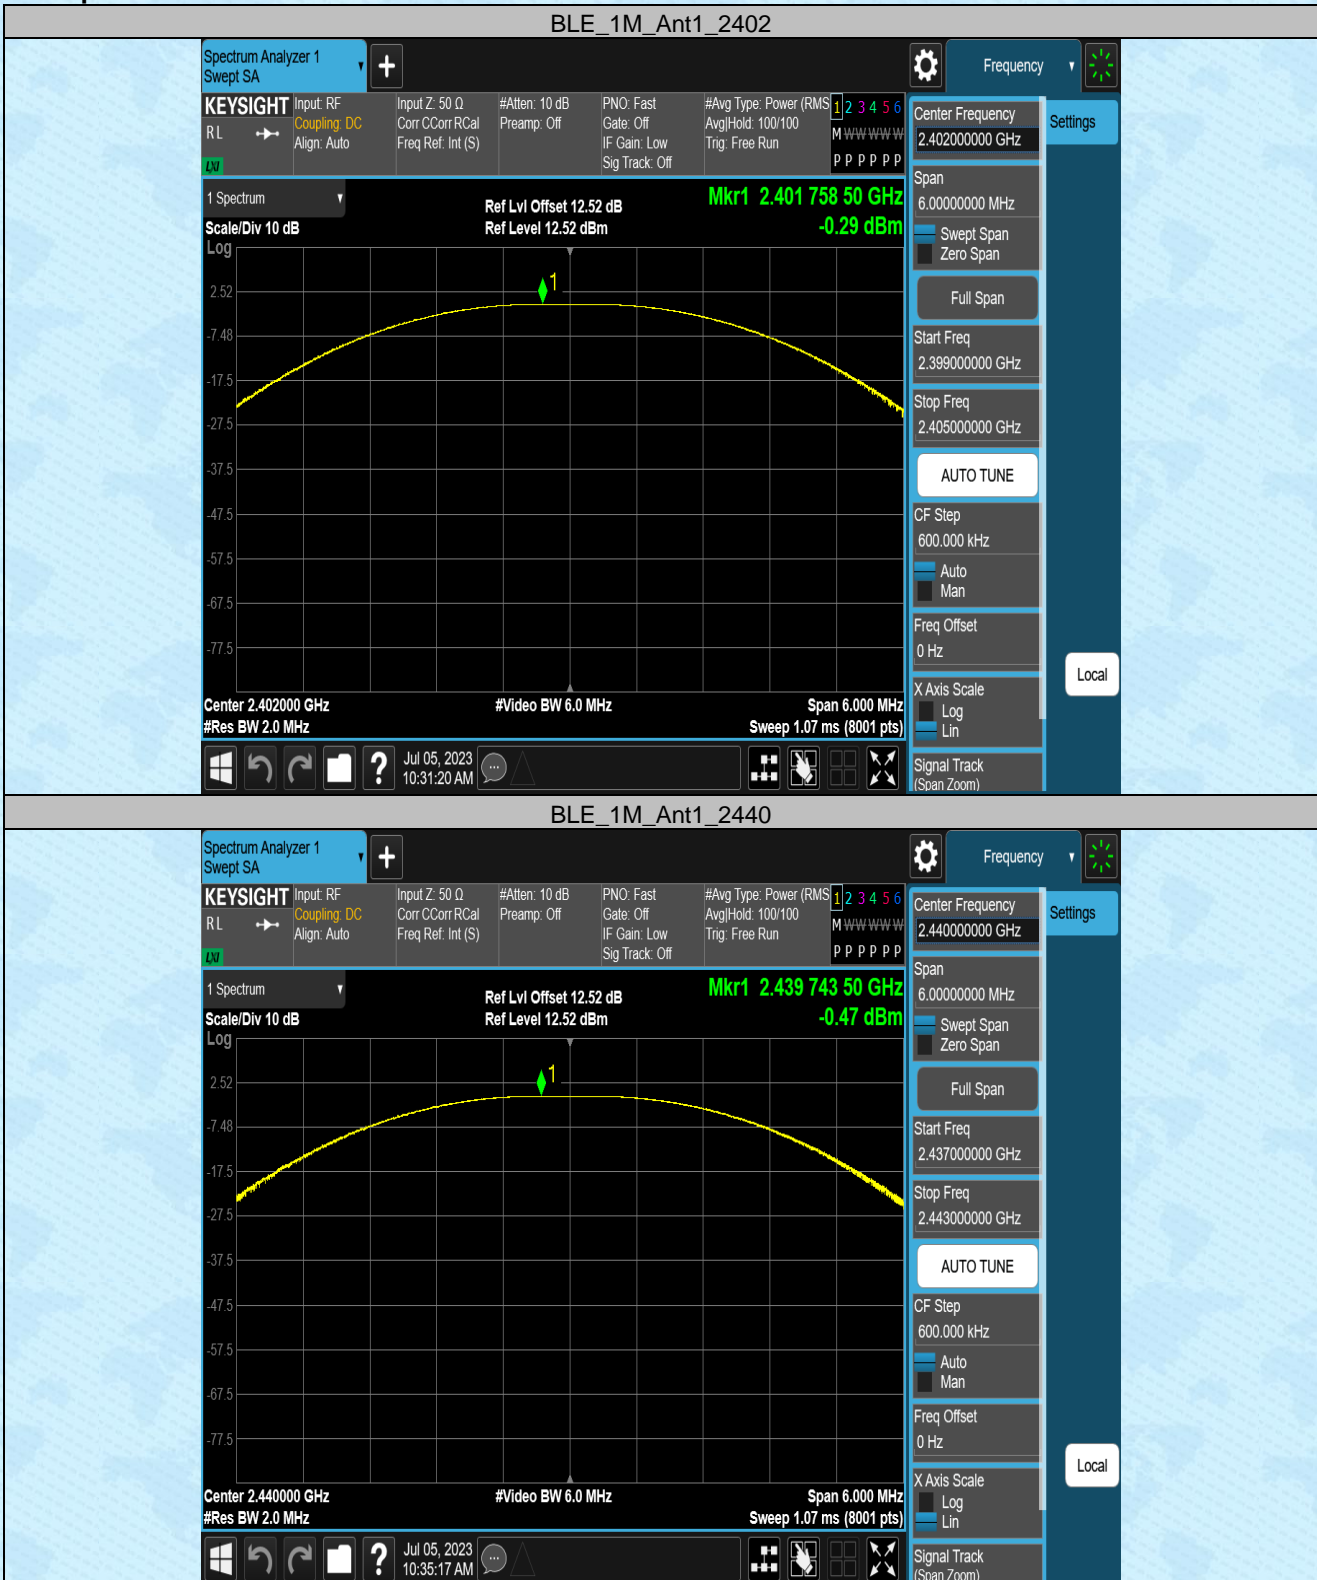 BLE_1M_Ant1_2402
Spectrum Analyzer 1
Swept SA
+
Frequency
KEYSIGHT
RL
LXI
Input: RF
Coupling: DC
Align: Auto
Input Z: 50 Ω
Corr CCorr RCal
Freq Ref: Int (S)
#Atten: 10 dB
Preamp: Off
PNO: Fast
Gate: Off
IF Gain: Low
Sig Track: Off
#Avg Type: Power (RMS
Avg|Hold: 100/100
Trig: Free Run
1 2 3 4 5 6
M W W W W W
P P P P P P
1 Spectrum
Scale/Div 10 dB
Ref Lvl Offset 12.52 dB
Ref Level 12.52 dBm
Mkr1 2.401 758 50 GHz
-0.29 dBm
Log
1
2.52
-7.48
-17.5
-27.5
-37.5
-47.5
-57.5
-67.5
-77.5
Center 2.402000 GHz
#Video BW 6.0 MHz
Span 6.000 MHz
#Res BW 2.0 MHz
Sweep 1.07 ms (8001 pts)
?
Jul 05, 2023
10:31:20 AM
Center Frequency
2.402000000 GHz
Settings
Span
6.00000000 MHz
Swept Span
Zero Span
Full Span
Start Freq
2.399000000 GHz
Stop Freq
2.405000000 GHz
AUTO TUNE
CF Step
600.000 kHz
Auto
Man
Freq Offset
0 Hz
Local
X Axis Scale
Log
Lin
Signal Track
(Span Zoom)
BLE_1M_Ant1_2440
Spectrum Analyzer 1
Swept SA
+
Frequency
KEYSIGHT
RL
LXI
Input: RF
Coupling: DC
Align: Auto
Input Z: 50 Ω
Corr CCorr RCal
Freq Ref: Int (S)
#Atten: 10 dB
Preamp: Off
PNO: Fast
Gate: Off
IF Gain: Low
Sig Track: Off
#Avg Type: Power (RMS
Avg|Hold: 100/100
Trig: Free Run
1 2 3 4 5 6
M W W W W W
P P P P P P
1 Spectrum
Scale/Div 10 dB
Ref Lvl Offset 12.52 dB
Ref Level 12.52 dBm
Mkr1 2.439 743 50 GHz
-0.47 dBm
Log
1
2.52
-7.48
-17.5
-27.5
-37.5
-47.5
-57.5
-67.5
-77.5
Center 2.440000 GHz
#Video BW 6.0 MHz
Span 6.000 MHz
#Res BW 2.0 MHz
Sweep 1.07 ms (8001 pts)
?
Jul 05, 2023
10:35:17 AM
Center Frequency
2.440000000 GHz
Settings
Span
6.00000000 MHz
Swept Span
Zero Span
Full Span
Start Freq
2.437000000 GHz
Stop Freq
2.443000000 GHz
AUTO TUNE
CF Step
600.000 kHz
Auto
Man
Freq Offset
0 Hz
Local
X Axis Scale
Log
Lin
Signal Track
(Span Zoom)